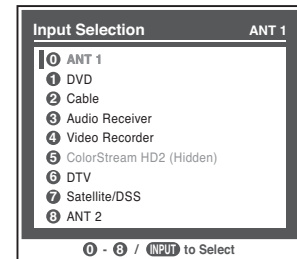 Input Selection ANT 1
0 ANT 1
1 DVD
2 Cable
3 Audio Receiver
4 Video Recorder
5 ColorStream HD2 (Hidden)
6 DTV
7 Satellite/DSS
8 ANT 2
0 - 8 / INPUT to Select